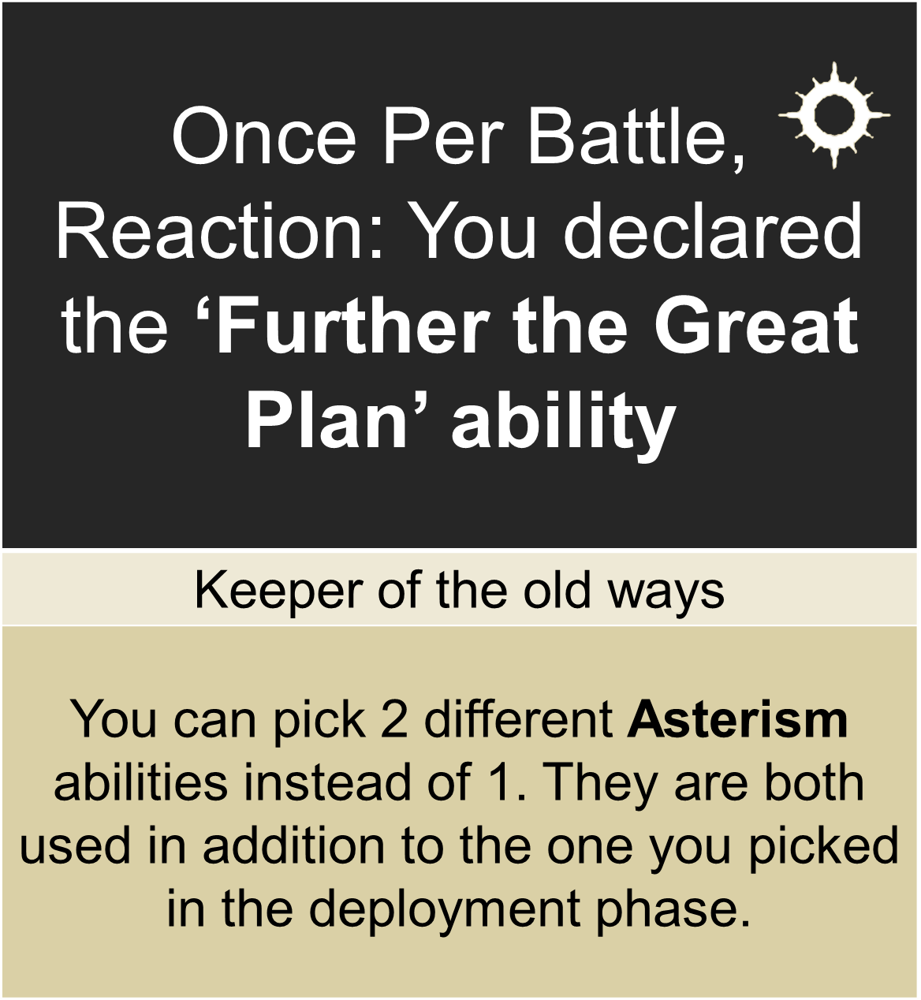 Once Per Battle,
Reaction: You declared
the ‘Further the Great
Plan’ ability
Keeper of the old ways
You can pick 2 different Asterism
abilities instead of 1. They are both
used in addition to the one you picked
in the deployment phase.